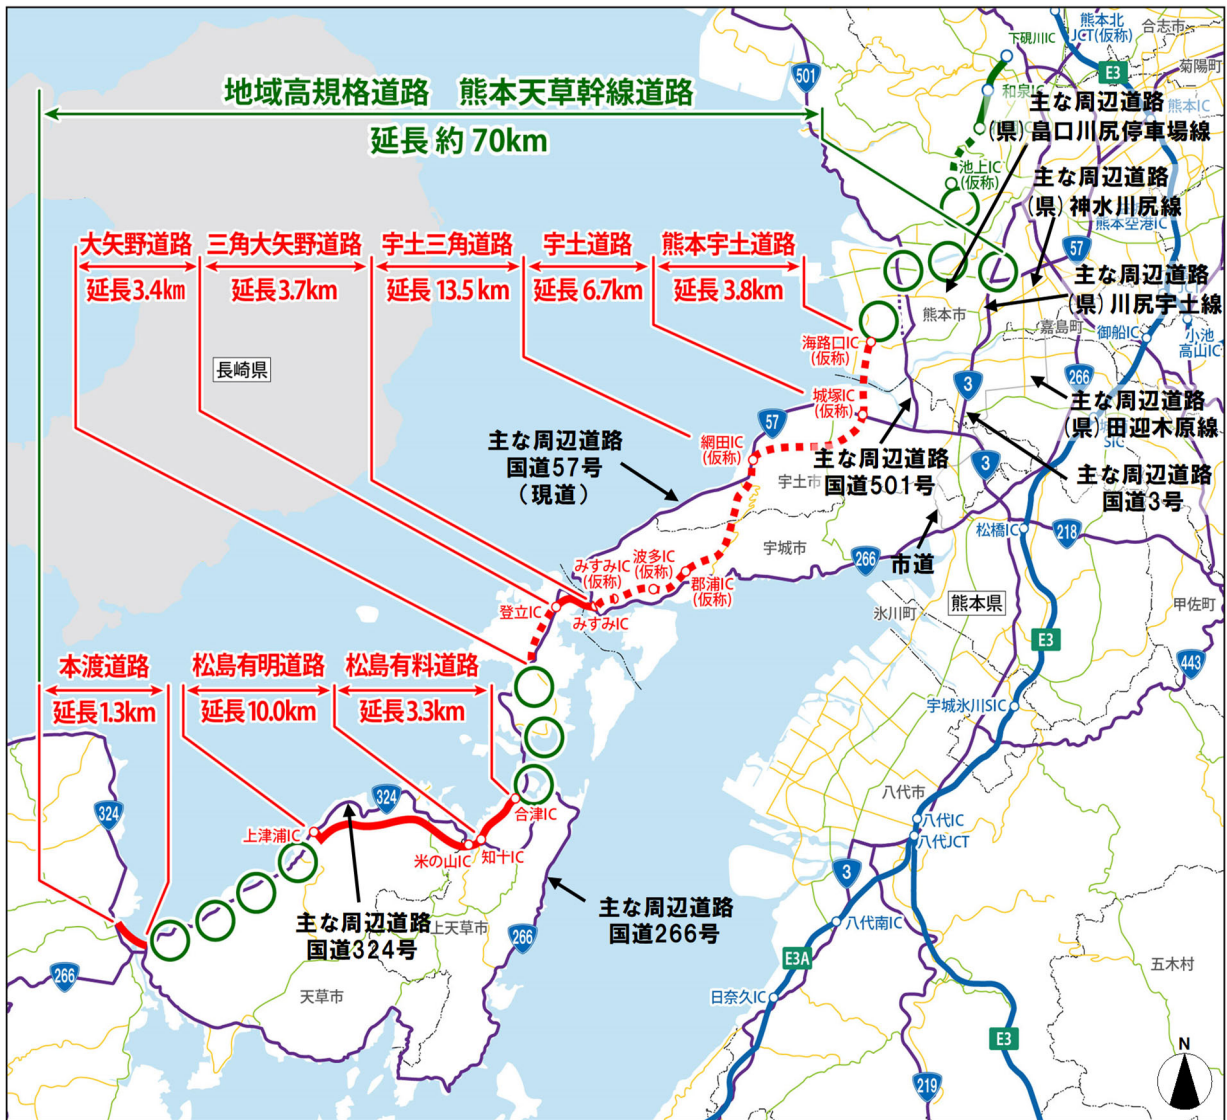 地域高規格道路　熊本天草幹線道路
延長 約 70km
大矢野道路
延長 3.4km
三角大矢野道路
延長 3.7km
宇土三角道路
延長 13.5 km
宇土道路
延長 6.7km
熊本宇土道路
延長 3.8km
本渡道路
延長 1.3km
松島有明道路
延長 10.0km
松島有料道路
延長 3.3km
501
下硯川IC
熊本北
JCT(仮称)
合志市
菊陽町
E3
和泉IC
熊本IC
主な周辺道路
(県)畠口川尻停車場線
池上IC
(仮称)
主な周辺道路
(県)神水川尻線
熊本空港IC
57
主な周辺道路
(県)川尻宇土線
熊本市
嘉島町
御船IC
小池
高山IC
海路口IC
(仮称)
長崎県
城塚IC
(仮称)
3
266
主な周辺道路
(県)田迎木原線
SIC
57
網田IC
(仮称)
主な周辺道路
国道57号
(現道)
宇土市
主な周辺道路
国道501号
3
主な周辺道路
国道3号
松橋IC
218
宇城市
266
市道
みすみIC
(仮称)
波多IC
(仮称)
郡浦IC
(仮称)
登立IC
みすみIC
氷川町
熊本県
甲佐町
E3
443
宇城氷川SIC
324
324
八代市
合津IC
上津浦IC
米の山IC
知十IC
八代IC
八代JCT
3
主な周辺道路
国道324号
上天草市
主な周辺道路
国道266号
266
八代南IC
E3A
266
天草市
日奈久IC
五木村
E3
219
N